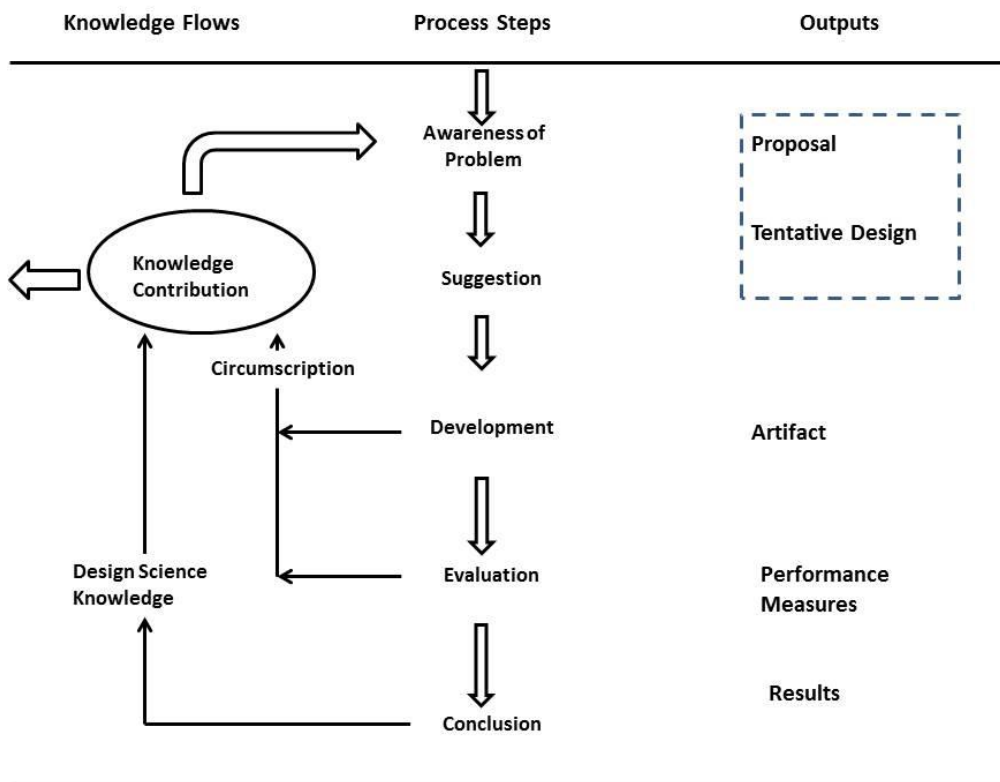 Knowledge Flows
Process Steps
Outputs
Awareness of
Problem
Proposal
Tentative Design
Knowledge
Contribution
Suggestion
Circumscription
Development
Artifact
Design Science
Knowledge
Evaluation
Performance
Measures
Results
Conclusion